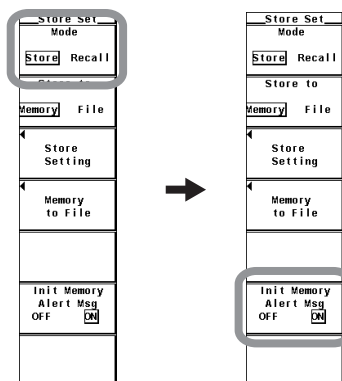 Store Set
Mode
Store Recall
Store to
Memory File
Store
Setting
Memory
to File
Init Memory
Alert Msg
OFF ON
Store Set
Mode
Store Recall
Store to
Memory File
Store
Setting
Memory
to File
Init Memory
Alert Msg
OFF ON